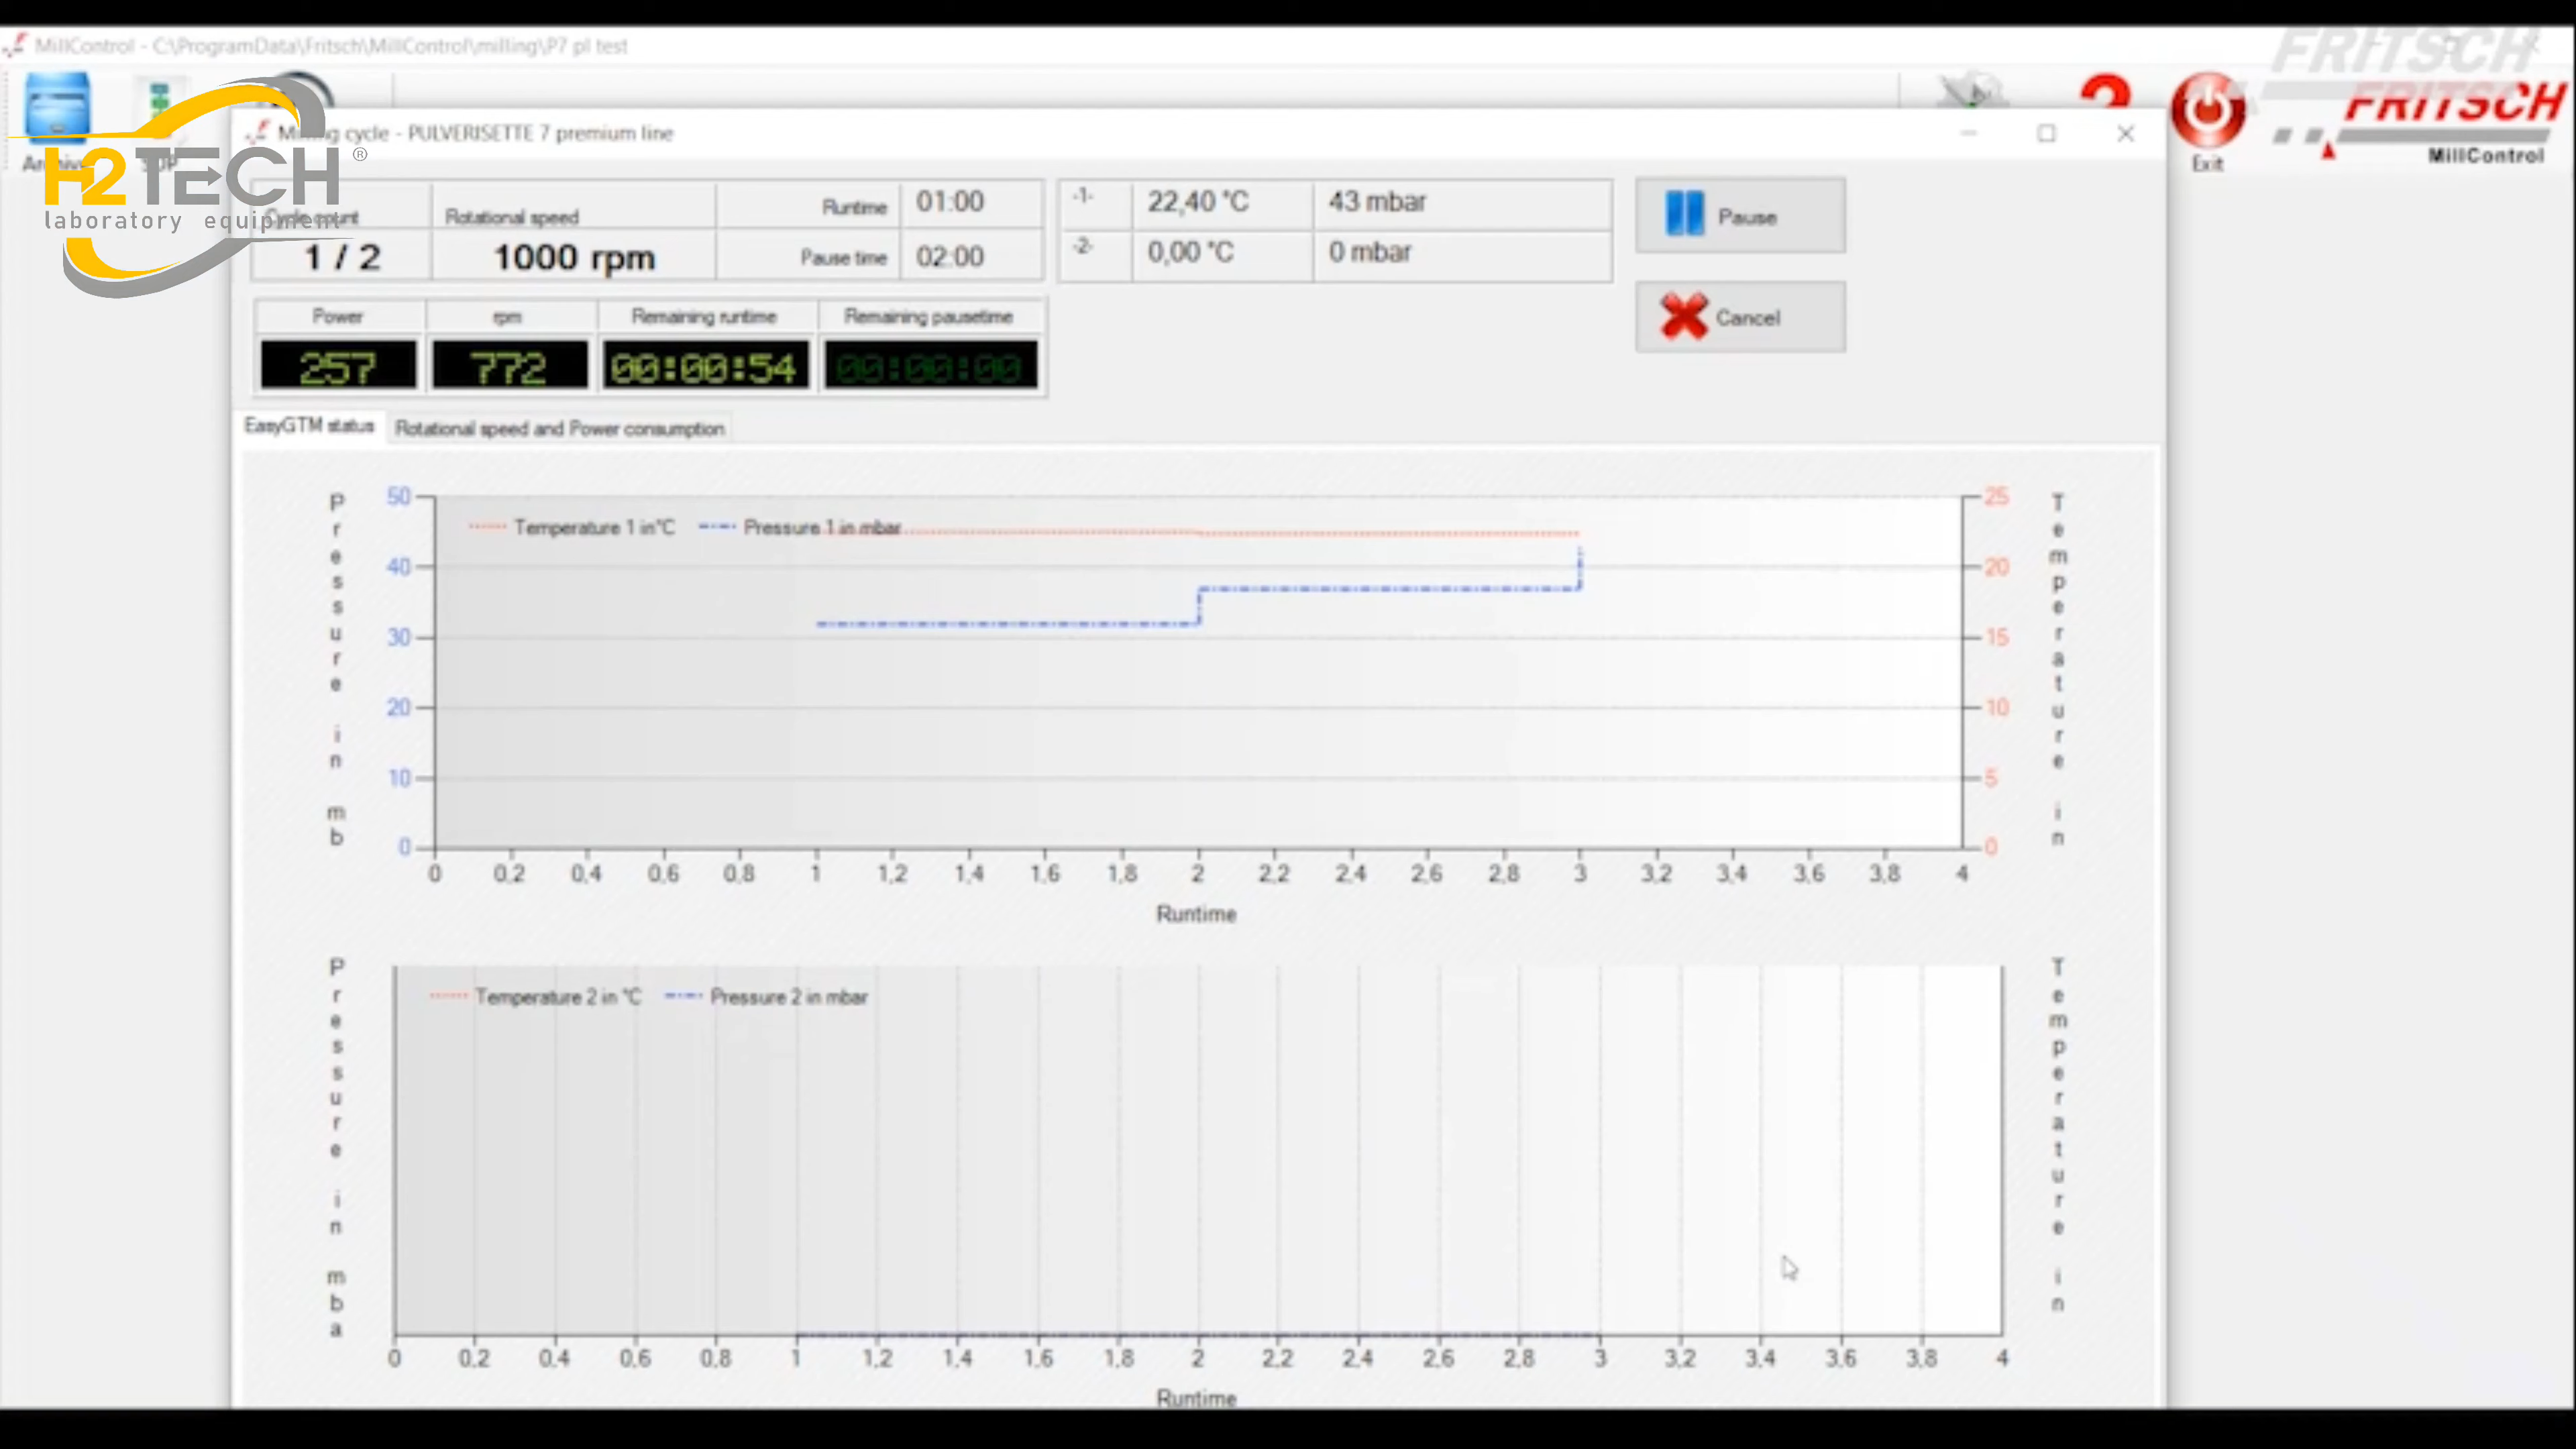 MillControl - C:\ProgramData\Fritsch\MillControl\milling\P7 pl test
FRITSCH
FRITSCH
MillControl
Exit
H2TECH®
laboratory equipment
Milling cycle - PULVERISETTE 7 premium line
Cycle count
Rotational speed
Runtime 01:00
1 / 2
1000 rpm
Pause time 02:00
-1- 22,40 °C 43 mbar
-2- 0,00 °C 0 mbar
Pause
Cancel
Power rpm Remaining runtime Remaining pausetime
257 772 00:00:54 00:00:00
EasyGTM status Rotational speed and Power consumption
Temperature 1 in°C Pressure 1 in mbar
Pressure in mb
50
40
30
20
10
0
25
20
15
10
5
0
Temperature in
0 0,2 0,4 0,6 0,8 1 1,2 1,4 1,6 1,8 2 2,2 2,4 2,6 2,8 3 3,2 3,4 3,6 3,8 4
Runtime
Temperature 2 in °C Pressure 2 in mbar
Pressure in mba
Temperature in
0 0,2 0,4 0,6 0,8 1 1,2 1,4 1,6 1,8 2 2,2 2,4 2,6 2,8 3 3,2 3,4 3,6 3,8 4
Runtime